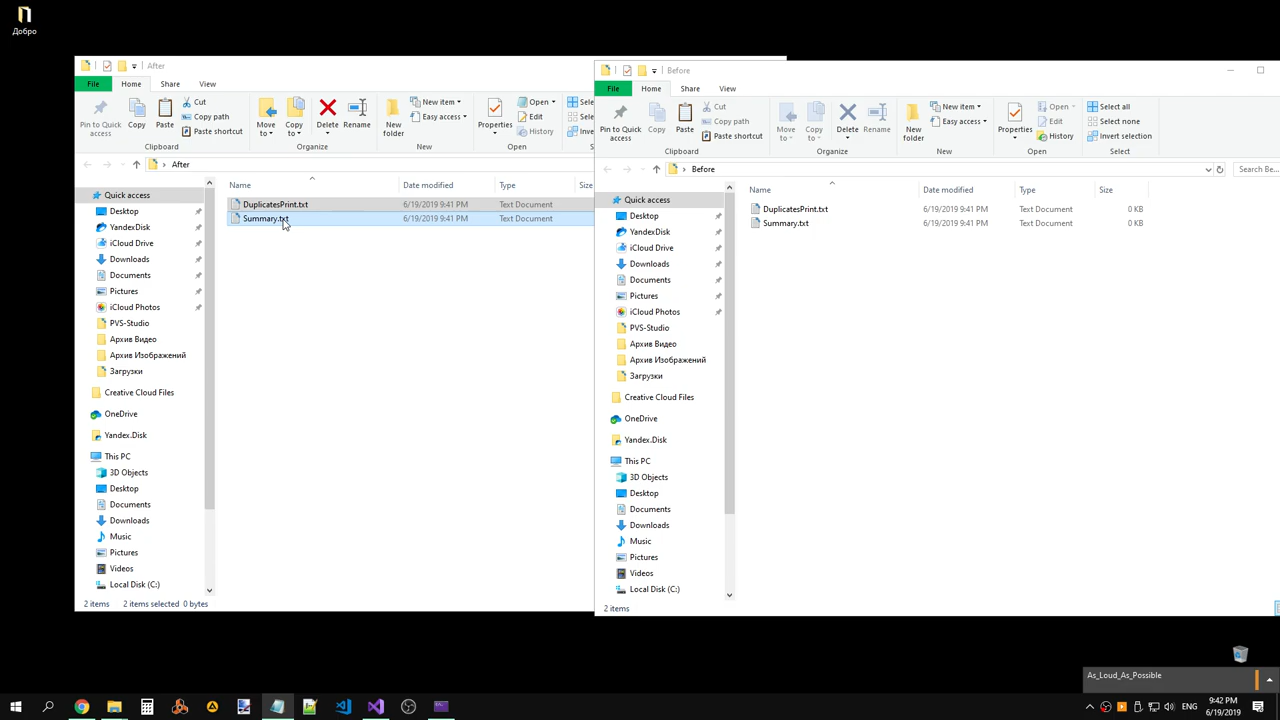 Добро
After
File Home Share View
Pin to Quick access
Copy
Paste
Cut
Copy path
Paste shortcut
Clipboard
Move to
Copy to
Delete
Rename
Organize
New folder
New item
Easy access
New
Properties
Open
Edit
History
Open
After
Name Date modified Type Size
DuplicatesPrint.txt 6/19/2019 9:41 PM Text Document
Summary.txt 6/19/2019 9:41 PM Text Document
Quick access
Desktop
YandexDisk
iCloud Drive
Downloads
Documents
Pictures
iCloud Photos
PVS-Studio
Архив Видео
Архив Изображений
Загрузки
Creative Cloud Files
OneDrive
Yandex.Disk
This PC
3D Objects
Desktop
Documents
Downloads
Music
Pictures
Videos
Local Disk (C:)
2 items 2 items selected 0 bytes
Before
File Home Share View
Pin to Quick access
Copy
Paste
Cut
Copy path
Paste shortcut
Clipboard
Move to
Copy to
Delete
Rename
Organize
New folder
New item
Easy access
New
Properties
Open
Edit
History
Open
Select all
Select none
Invert selection
Select
Before
Search Be...
Name Date modified Type Size
DuplicatesPrint.txt 6/19/2019 9:41 PM Text Document 0 KB
Summary.txt 6/19/2019 9:41 PM Text Document 0 KB
Quick access
Desktop
YandexDisk
iCloud Drive
Downloads
Documents
Pictures
iCloud Photos
PVS-Studio
Архив Видео
Архив Изображений
Загрузки
Creative Cloud Files
OneDrive
Yandex.Disk
This PC
3D Objects
Desktop
Documents
Downloads
Music
Pictures
Videos
Local Disk (C:)
2 items
As_Loud_As_Possible
ENG
9:42 PM
6/19/2019